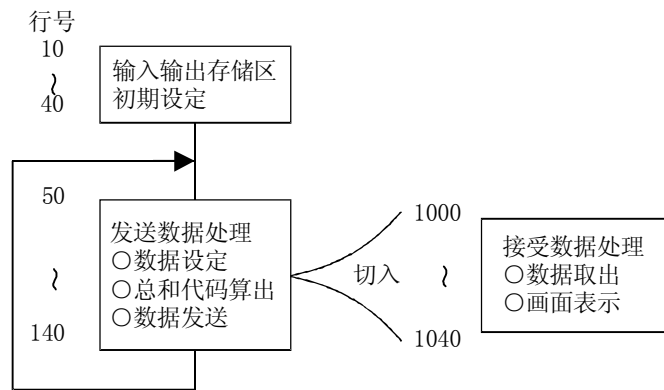 行号
10
~
40
输入输出存储区
初期设定
50
~
140
发送数据处理
○数据设定
○总和代码算出
○数据发送
切入
1000
~
1040
接受数据处理
○数据取出
○画面表示